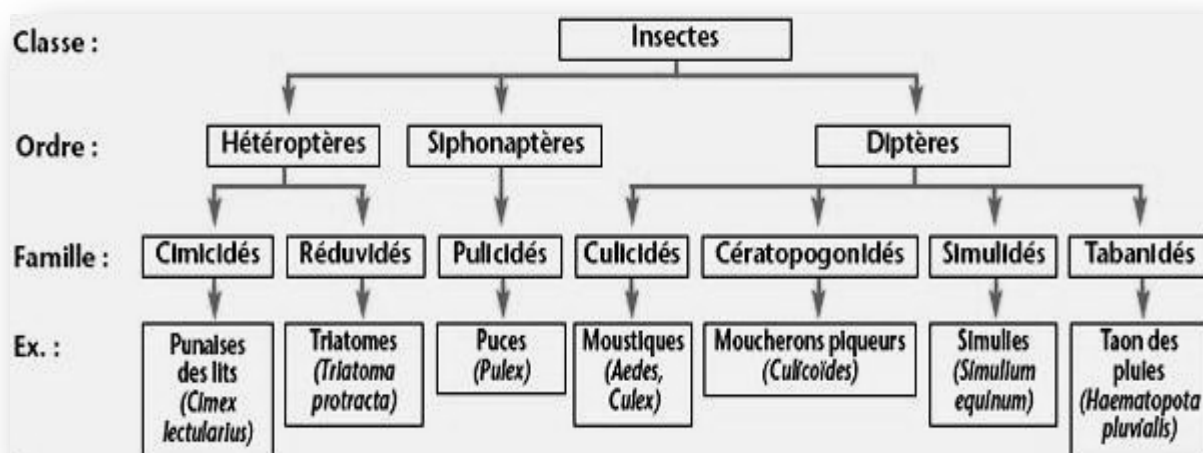 Classe :
Insectes
Ordre :
Hétéroptères
Siphonaptères
Diptères
Famille :
Cimicidés
Réduvidés
Pulicidés
Culicidés
Cératopogonidés
Simulidés
Tabanidés
Ex. :
Punaises
des lits
(Cimex
lectularius)
Triatomes
(Triatoma
protracta)
Puces
(Pulex)
Moustiques
(Aedes,
Culex)
Moucherons piqueurs
(Culicoïdes)
Simulies
(Simulium
equinum)
Taon des
pluies
(Haematopota
pluvialis)